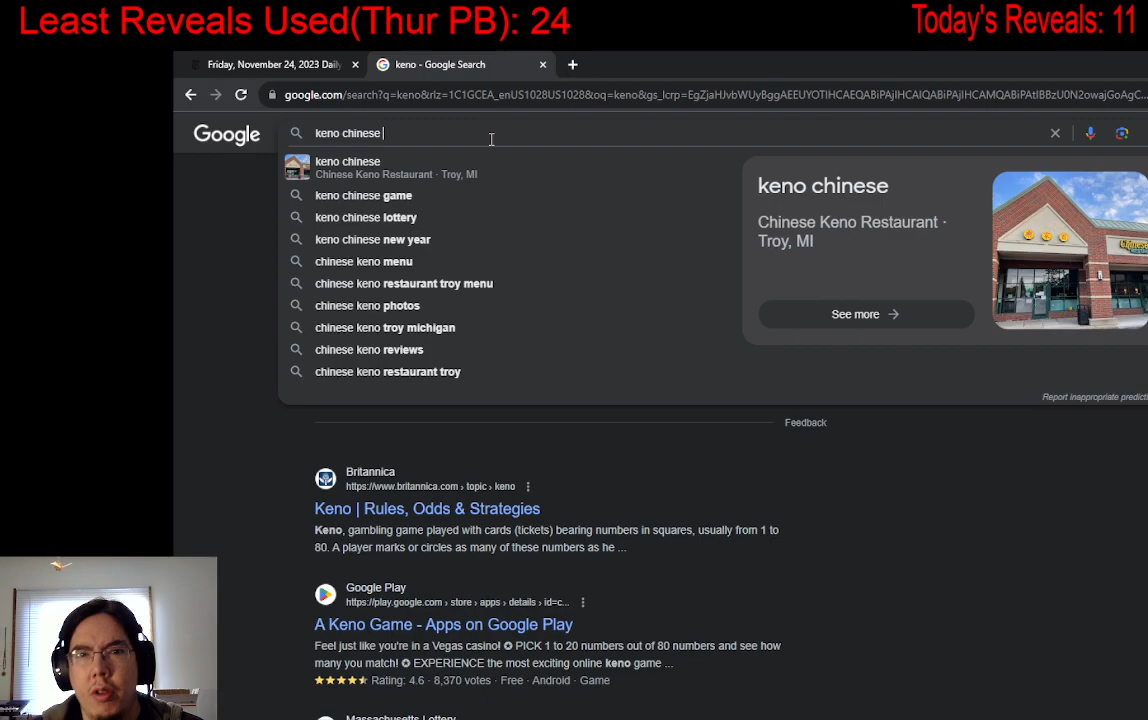 Least Reveals Used(Thur PB): 24
Today's Reveals: 11
Friday, November 24, 2023 Daily
keno - Google Search
google.com/search?q=keno&rlz=1C1GCEA_enUS1028US1028&oq=keno&gs_lcrp=
Google
keno chinese
keno chinese
Chinese Keno Restaurant · Troy, MI
keno chinese game
keno chinese lottery
keno chinese new year
chinese keno menu
chinese keno restaurant troy menu
chinese keno photos
chinese keno troy michigan
chinese keno reviews
chinese keno restaurant troy
keno chinese
Chinese Keno Restaurant ·
Troy, MI
See more →
Report inappropriate predicti
Feedback
Britannica
https://www.britannica.com › topic › keno
Keno | Rules, Odds & Strategies
Keno, gambling game played with cards (tickets) bearing numbers in squares, usually from 1 to
80. A player marks or circles as many of these numbers as he ...
Google Play
https://play.google.com › store › apps › details › id=c...
A Keno Game - Apps on Google Play
Feel just like you're in a Vegas casino! ✪ PICK 1 to 20 numbers out of 80 numbers and see how
many you match! ✪ EXPERIENCE the most exciting online keno game ...
Rating: 4.6 · 8,370 votes · Free · Android · Game
Massachusetts Lottery